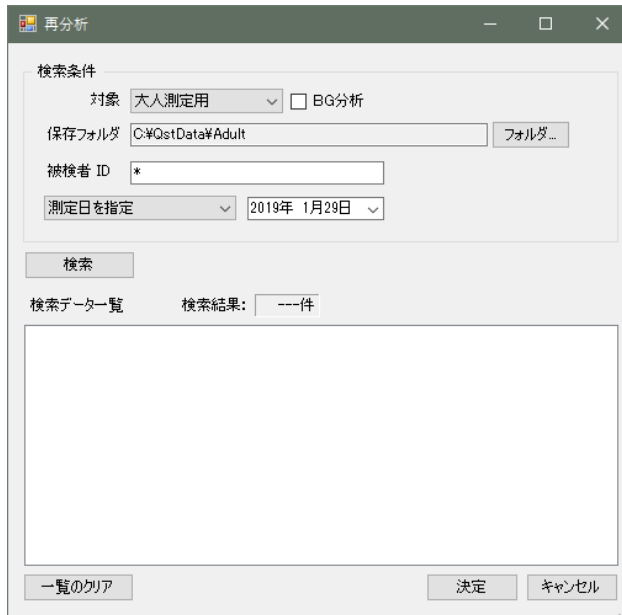 再分析
検索条件
対象 大人測定用 BG分析
保存フォルダ C:¥QstData¥Adult フォルダ...
被検者 ID *
測定日を指定 2019年 1月29日
検索
検索データ一覧 検索結果: ---件
一覧のクリア 決定 キャンセル